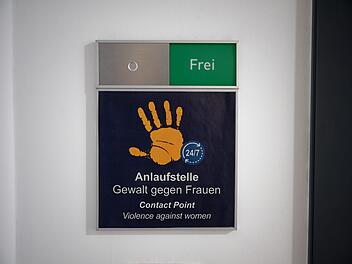 Frei
24/7
Anlaufstelle
Gewalt gegen Frauen
Contact Point
Violence against women